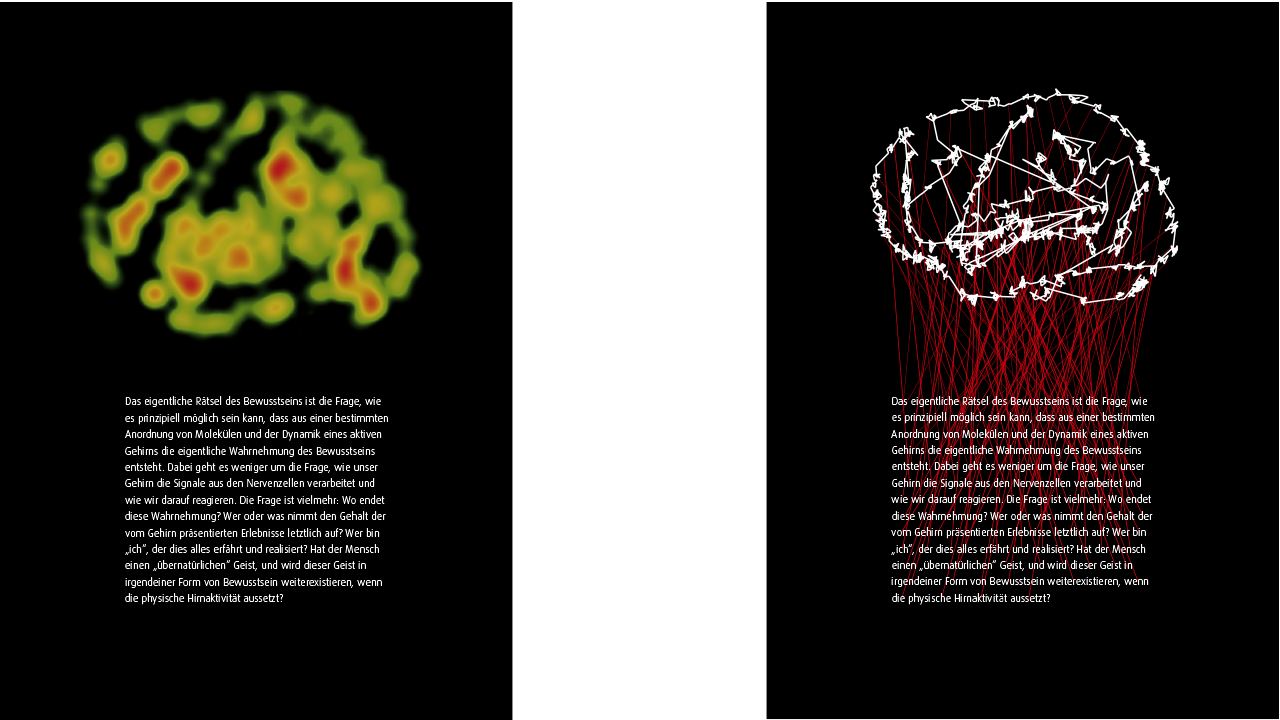 Das eigentliche Rätsel des Bewusstseins ist die Frage, wie
es prinzipiell möglich sein kann, dass aus einer bestimmten
Anordnung von Molekülen und der Dynamik eines aktiven
Gehirns die eigentliche Wahrnehmung des Bewusstseins
entsteht. Dabei geht es weniger um die Frage, wie unser
Gehirn die Signale aus den Nervenzellen verarbeitet und
wie wir darauf reagieren. Die Frage ist vielmehr: Wo endet
diese Wahrnehmung? Wer oder was nimmt den Gehalt der
vom Gehirn präsentierten Erlebnisse letztlich auf? Wer bin
„ich“, der dies alles erfährt und realisiert? Hat der Mensch
einen „übernatürlichen“ Geist, und wird dieser Geist in
irgendeiner Form von Bewusstsein weiterexistieren, wenn
die physische Hirnaktivität aussetzt?
Das eigentliche Rätsel des Bewusstseins ist die Frage, wie
es prinzipiell möglich sein kann, dass aus einer bestimmten
Anordnung von Molekülen und der Dynamik eines aktiven
Gehirns die eigentliche Wahrnehmung des Bewusstseins
entsteht. Dabei geht es weniger um die Frage, wie unser
Gehirn die Signale aus den Nervenzellen verarbeitet und
wie wir darauf reagieren. Die Frage ist vielmehr: Wo endet
diese Wahrnehmung? Wer oder was nimmt den Gehalt der
vom Gehirn präsentierten Erlebnisse letztlich auf? Wer bin
„ich“, der dies alles erfährt und realisiert? Hat der Mensch
einen „übernatürlichen“ Geist, und wird dieser Geist in
irgendeiner Form von Bewusstsein weiterexistieren, wenn
die physische Hirnaktivität aussetzt?